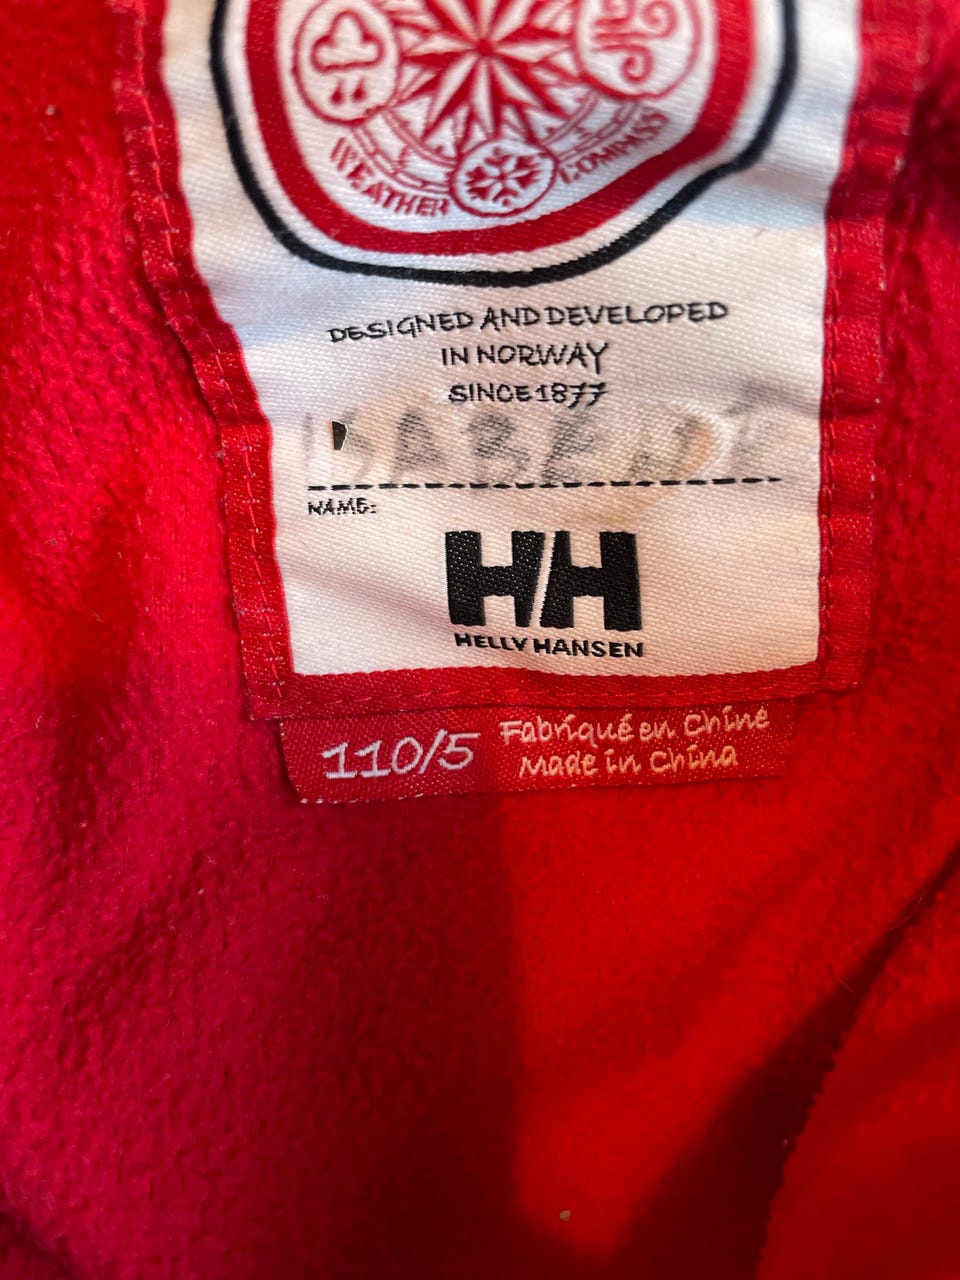 WEATHER COMPASS
DESIGNED AND DEVELOPED
IN NORWAY
SINCE 1877
NAME:
HH
HELLY HANSEN
110/5
Fabriqué en Chine
Made in China